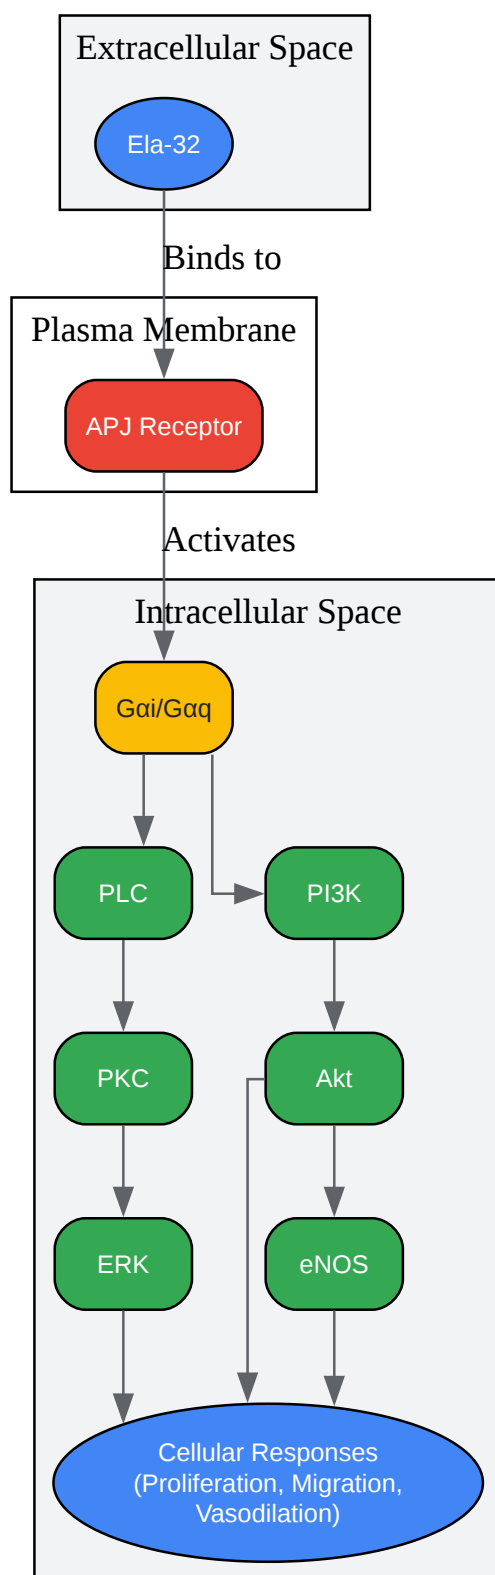 Extracellular Space
Ela-32
Binds to
Plasma Membrane
APJ Receptor
Activates
Intracellular Space
Gαi/Gαq
PLC
PI3K
PKC
Akt
ERK
eNOS
Cellular Responses
(Proliferation, Migration,
Vasodilation)